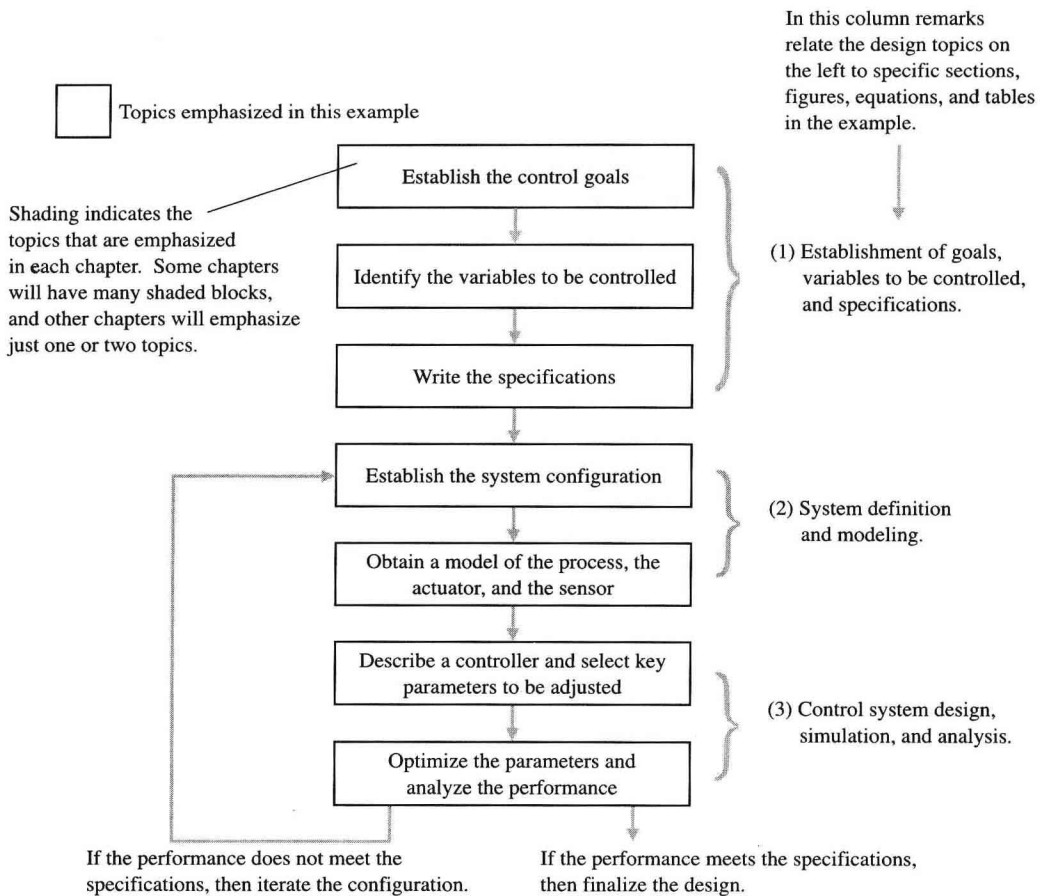 In this column remarks
relate the design topics on
the left to specific sections,
figures, equations, and tables
in the example.
Topics emphasized in this example
Shading indicates the
topics that are emphasized
in each chapter. Some chapters
will have many shaded blocks,
and other chapters will emphasize
just one or two topics.
Establish the control goals
Identify the variables to be controlled
Write the specifications
(1) Establishment of goals,
variables to be controlled,
and specifications.
Establish the system configuration
Obtain a model of the process, the
actuator, and the sensor
(2) System definition
and modeling.
Describe a controller and select key
parameters to be adjusted
Optimize the parameters and
analyze the performance
(3) Control system design,
simulation, and analysis.
If the performance does not meet the
specifications, then iterate the configuration.
If the performance meets the specifications,
then finalize the design.